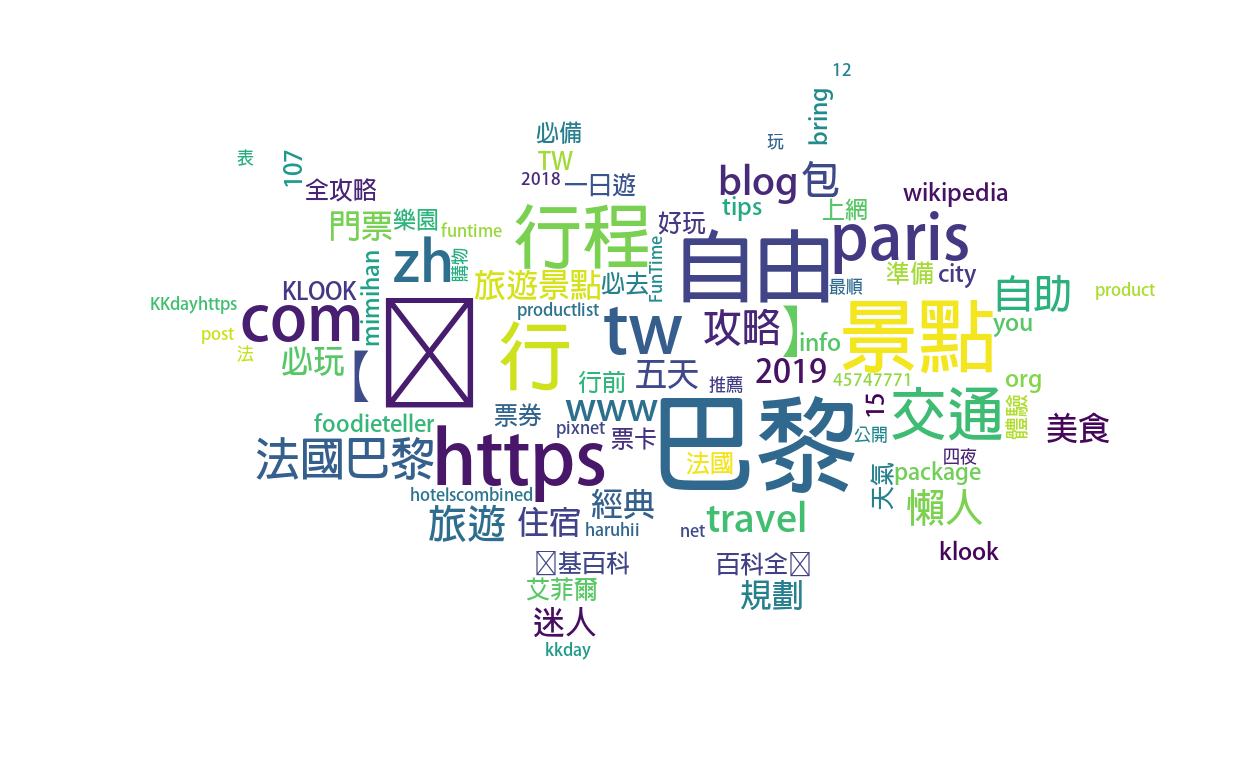 12
bring
玩
必備
TW
2018
一日遊
表
107
全攻略
blog
包
wikipedia
tips
上網
門票
樂園
funtime
行程
好玩
自由
paris
zh
購物
旅遊景點
必去
FunTime
最順
準備
city
自助
product
KLOOK
mimihan
KKdayhttps
com
productlist
tw
攻略
】
info
景點
you
post
法
必玩
【
行
行前
五天
推薦
2019
45747771
org
foodieteller
票券
www
pixnet
票卡
巴黎
法國
15
公開
交通
體驗
美食
法國巴黎
https
四夜
package
天氣
懶人
hotelscombined
旅遊
住宿
經典
haruhii
net
travel
klook
基百科
百科全
艾菲爾
規劃
迷人
kkday